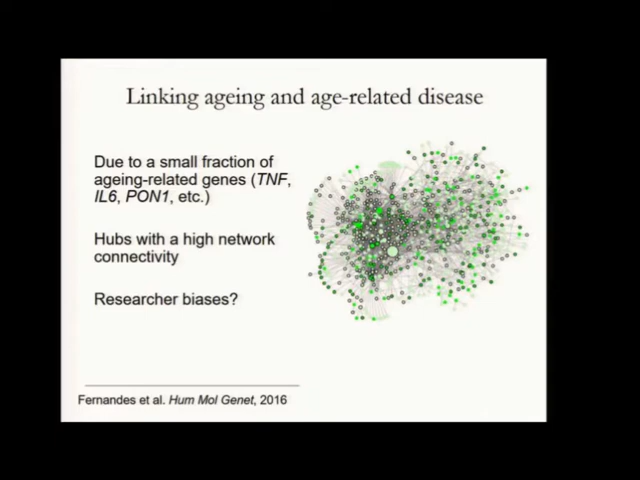 Linking ageing and age-related disease
Due to a small fraction of
ageing-related genes (TNF,
IL6, PON1, etc.)
Hubs with a high network
connectivity
Researcher biases?
Fernandes et al. Hum Mol Genet, 2016